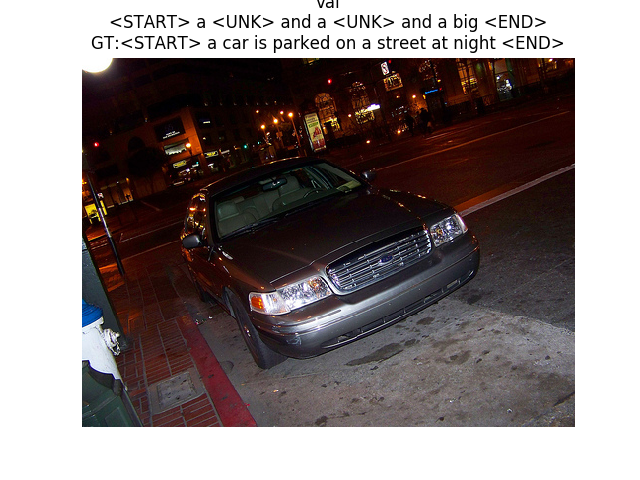 val
<START> a <UNK> and a <UNK> and a big <END>
GT:<START> a car is parked on a street at night <END>